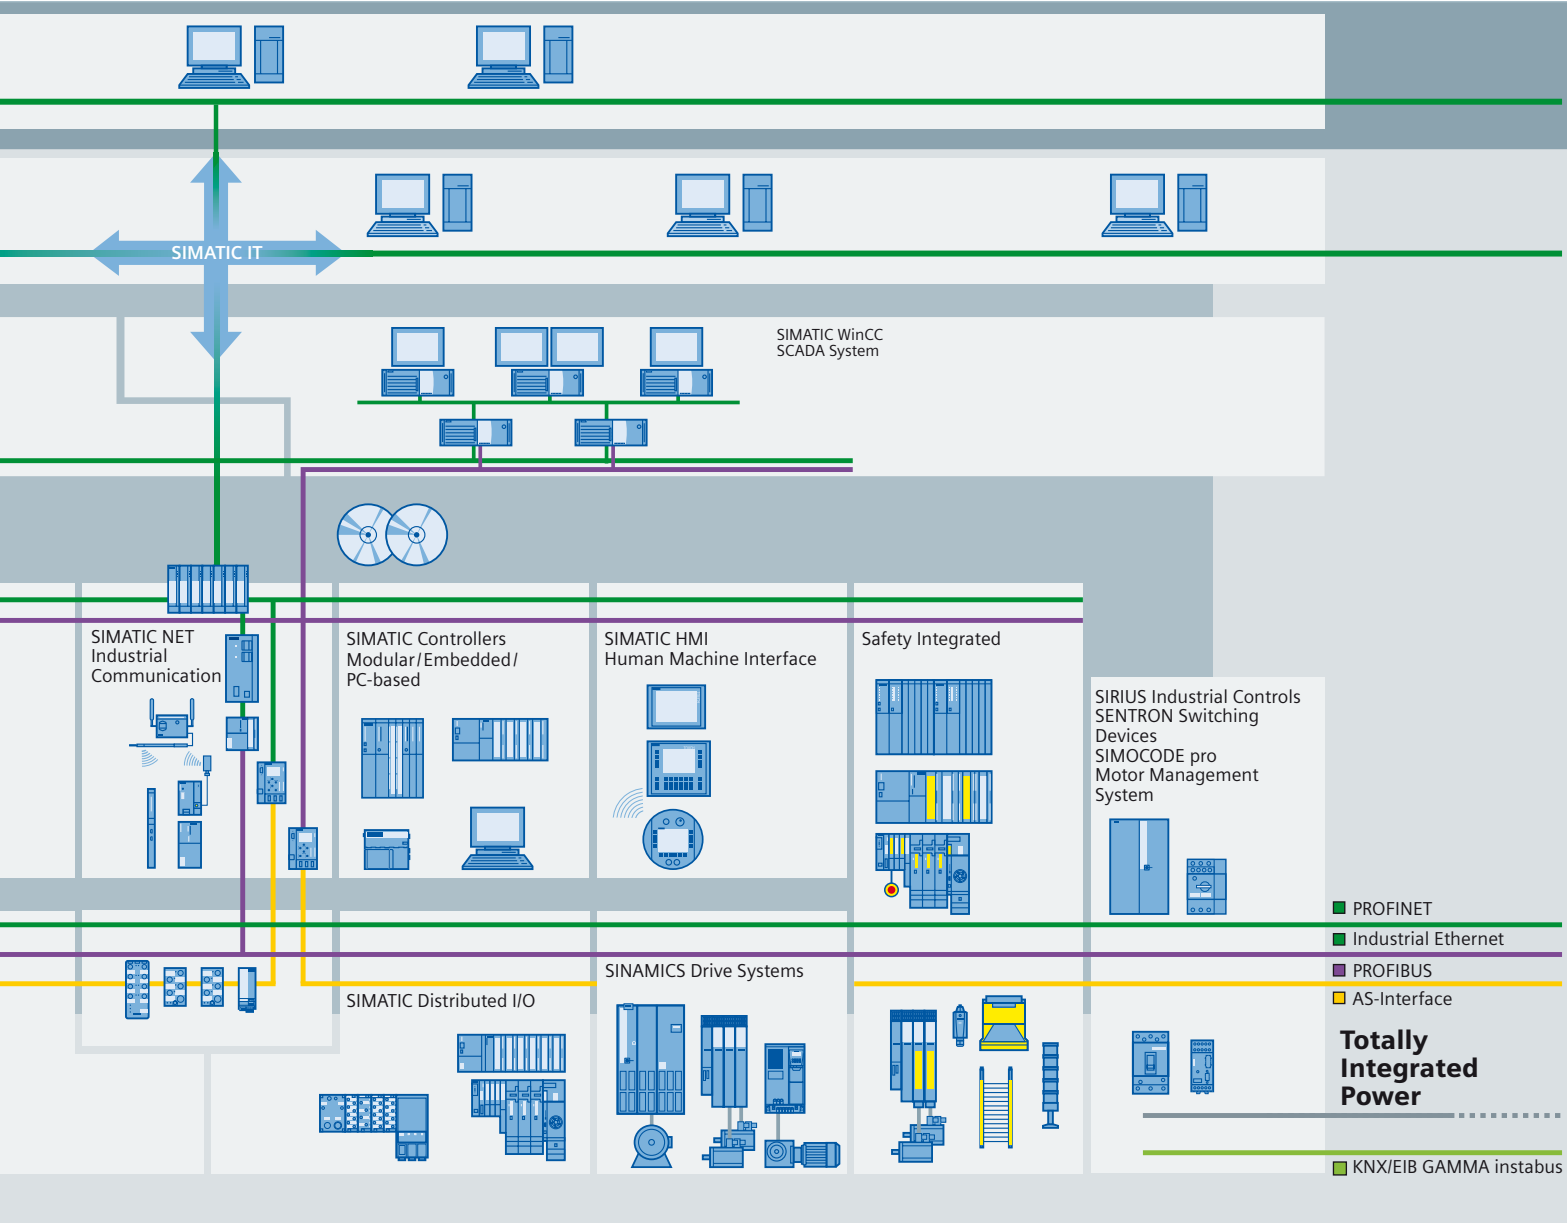 SIMATIC IT
SIMATIC WinCC
SCADA System
SIMATIC NET
Industrial
Communication
SIMATIC Controllers
Modular/Embedded/
PC-based
SIMATIC HMI
Human Machine Interface
Safety Integrated
SIRIUS Industrial Controls
SENTRON Switching
Devices
SIMOCODE pro
Motor Management
System
PROFINET
Industrial Ethernet
PROFIBUS
AS-Interface
SIMATIC Distributed I/O
SINAMICS Drive Systems
Totally
Integrated
Power
KNX/EIB GAMMA instabus